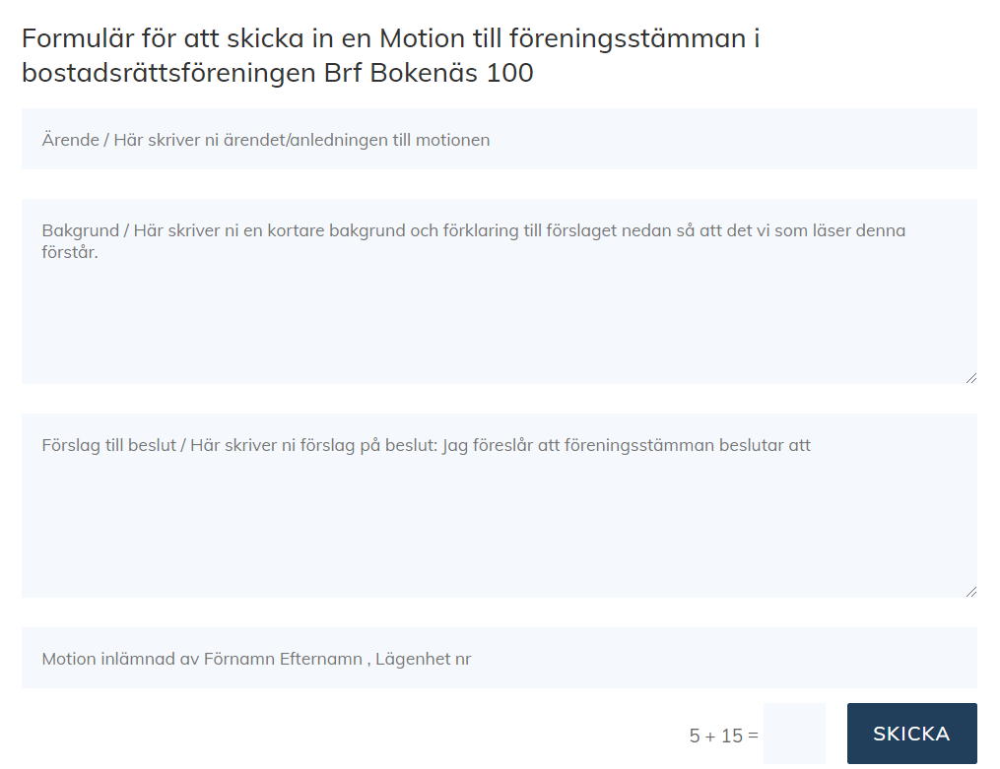 Formulär för att skicka in en Motion till föreningsstämman i
bostadsrättsföreningen Brf Bokenäs 100
Ärende / Här skriver ni ärendet/anledningen till motionen
Bakgrund / Här skriver ni en kortare bakgrund och förklaring till förslaget nedan så att det vi som läser denna
förstår.
Förslag till beslut / Här skriver ni förslag på beslut: Jag föreslår att föreningsstämman beslutar att
Motion inlämnad av Förnamn Efternamn , Lägenhet nr
5 + 15 =
SKICKA